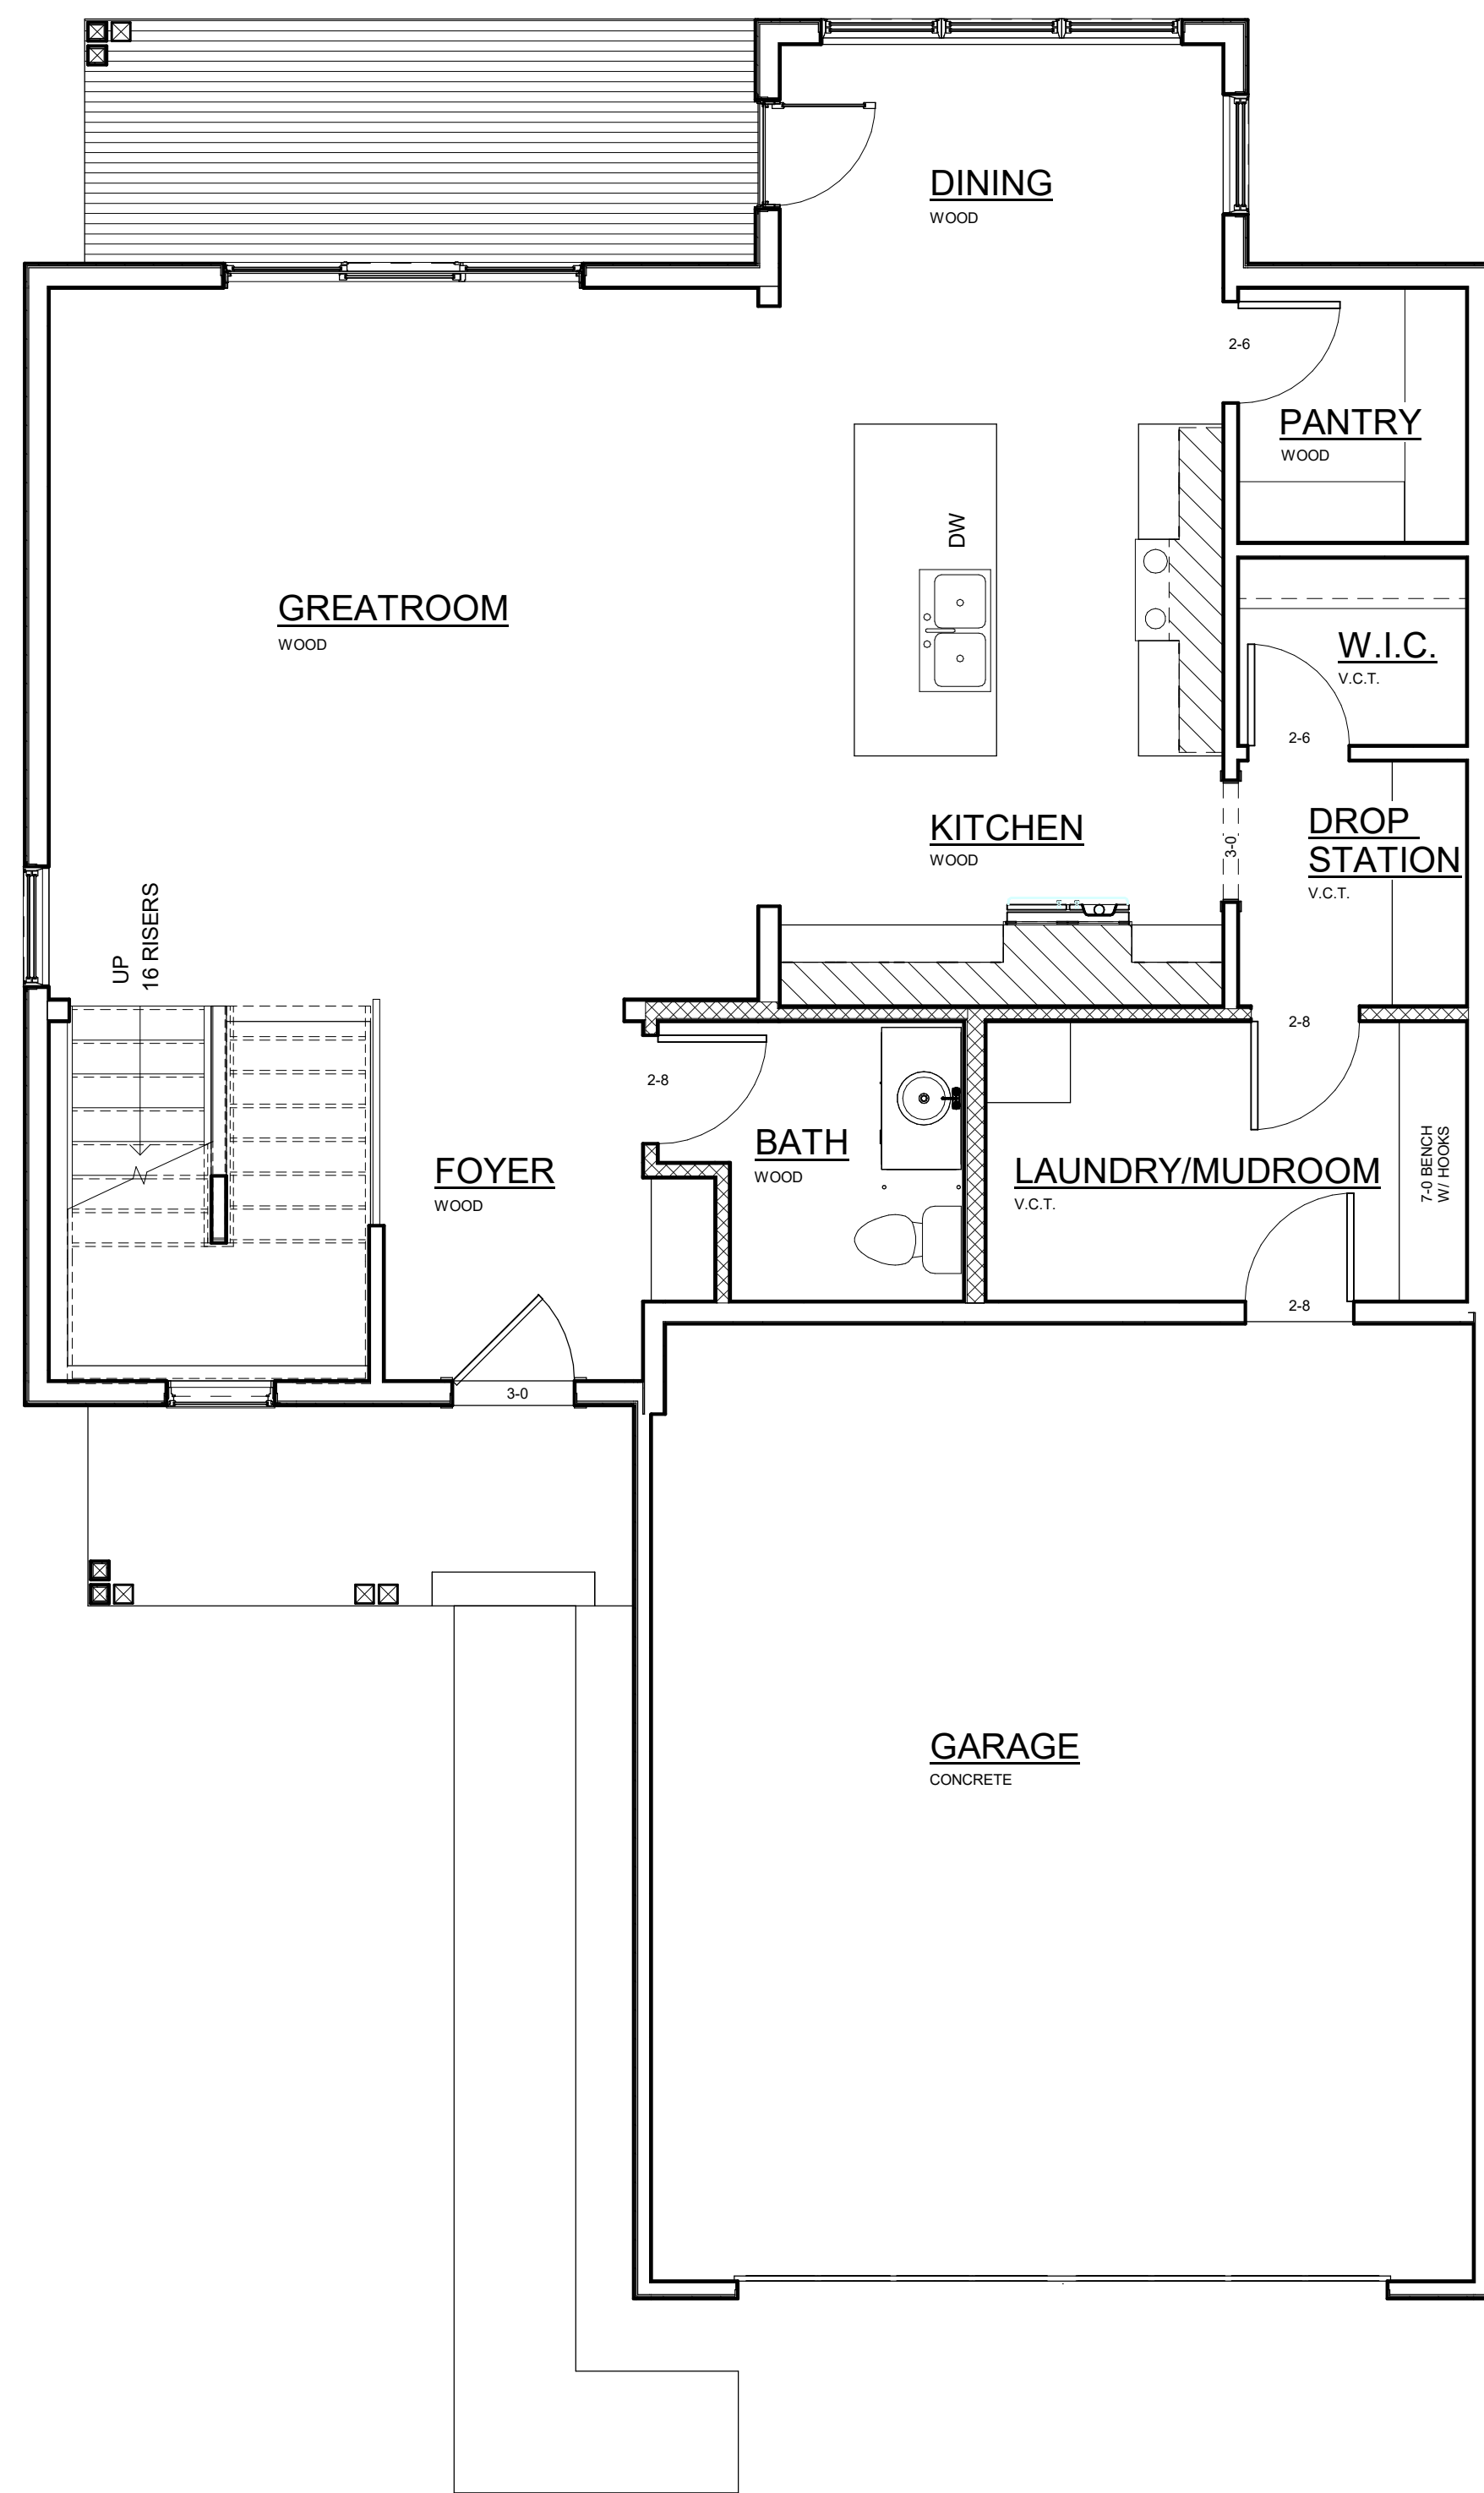 DINING
WOOD
2-6
PANTRY
WOOD
DW
GREATROOM
WOOD
W.I.C.
V.C.T.
2-6
KITCHEN
WOOD
3-0
DROP
STATION
V.C.T.
UP
16 RISERS
2-8
2-8
BATH
WOOD
FOYER
WOOD
LAUNDRY/MUDROOM
V.C.T.
7-0 BENCH
W/ HOOKS
2-8
3-0
GARAGE
CONCRETE